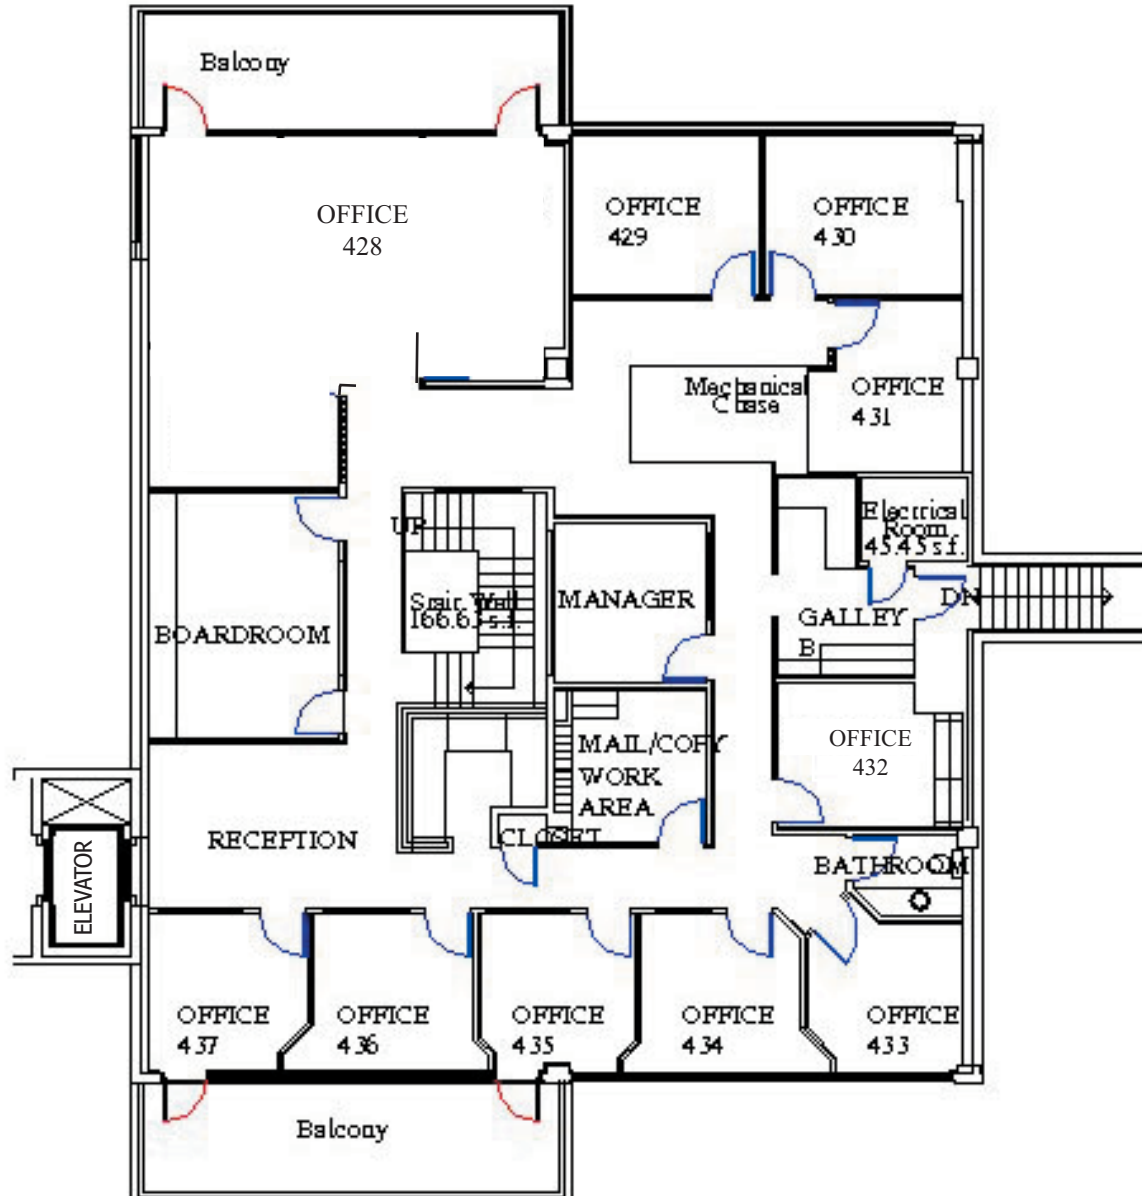 Balcony
OFFICE
428
OFFICE
429
OFFICE
430
Mechanical
Chase
OFFICE
431
UP
Electrical
Room
45.45 s.f.
Stair Well
166.63 s.f.
MANAGER
DN
GALLEY
B
BOARDROOM
OFFICE
432
MAIL/COPY
WORK
AREA
RECEPTION
CLOSET
BATHROOM
ELEVATOR
OFFICE
437
OFFICE
436
OFFICE
435
OFFICE
434
OFFICE
433
Balcony